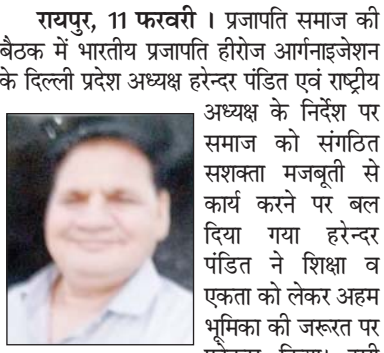 रायपुर, 11 फरवरी । प्रजापति समाज की
बैठक में भारतीय प्रजापति हीरोज आर्गनाइजेशन
के दिल्ली प्रदेश अध्यक्ष हरेन्दर पंडित एवं राष्ट्रीय
अध्यक्ष के निर्देश पर
समाज को संगठित
सशक्ता मजबूती से
कार्य करने पर बल
दिया गया हरेन्दर
पंडित ने शिक्षा व
एकता को लेकर अहम
भूमिका की जरूरत पर